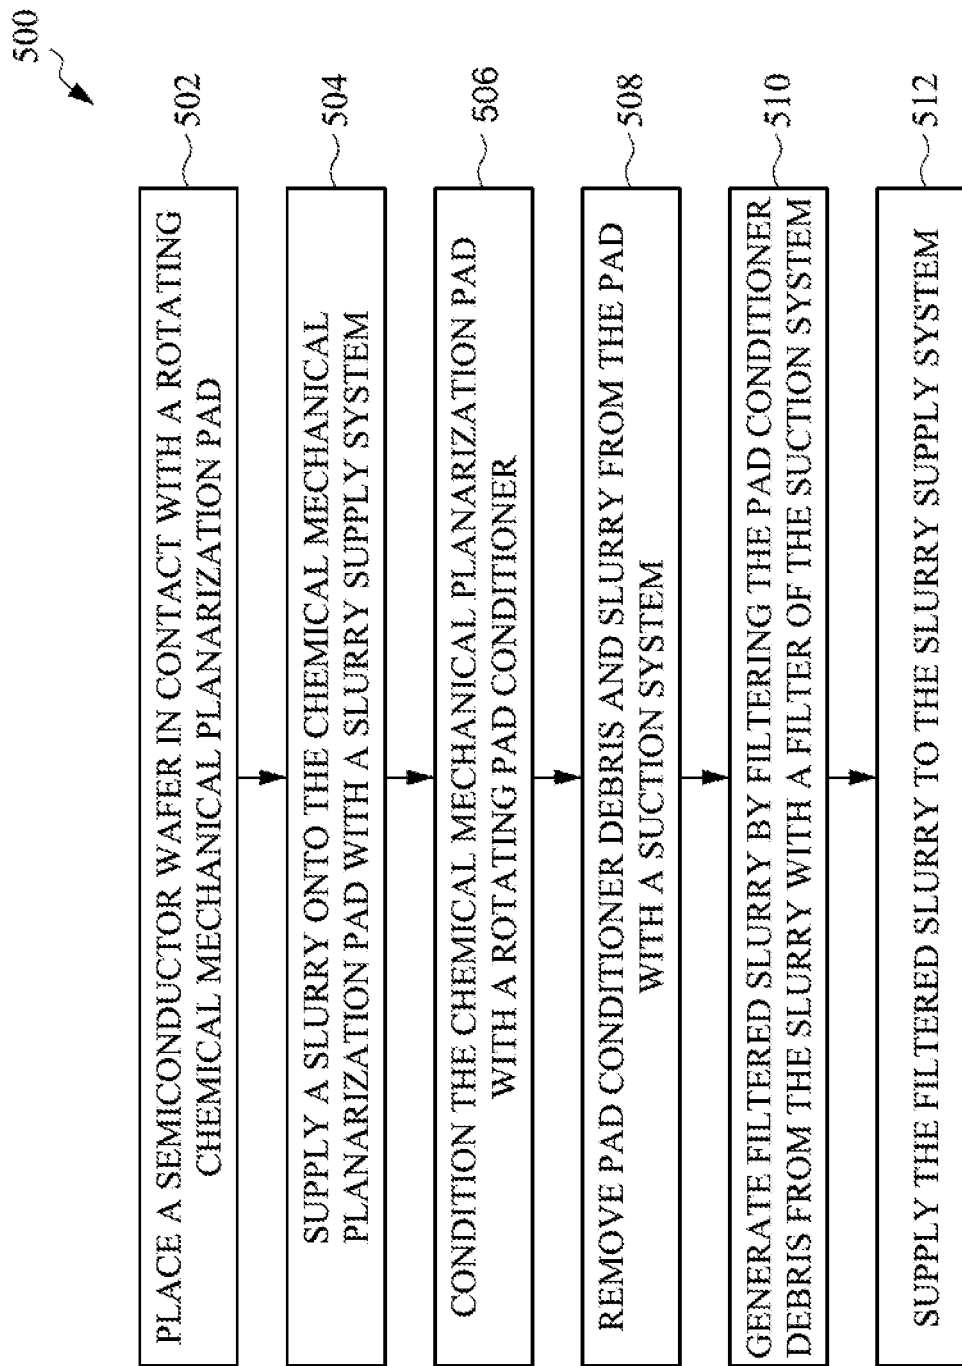 500
PLACE A SEMICONDUCTOR WAFER IN CONTACT WITH A ROTATING
CHEMICAL MECHANICAL PLANARIZATION PAD
502
SUPPLY A SLURRY ONTO THE CHEMICAL MECHANICAL
PLANARIZATION PAD WITH A SLURRY SUPPLY SYSTEM
504
CONDITION THE CHEMICAL MECHANICAL PLANARIZATION PAD
WITH A ROTATING PAD CONDITIONER
506
REMOVE PAD CONDITIONER DEBRIS AND SLURRY FROM THE PAD
WITH A SUCTION SYSTEM
508
GENERATE FILTERED SLURRY BY FILTERING THE PAD CONDITIONER
DEBRIS FROM THE SLURRY WITH A FILTER OF THE SUCTION SYSTEM
510
SUPPLY THE FILTERED SLURRY TO THE SLURRY SUPPLY SYSTEM
512